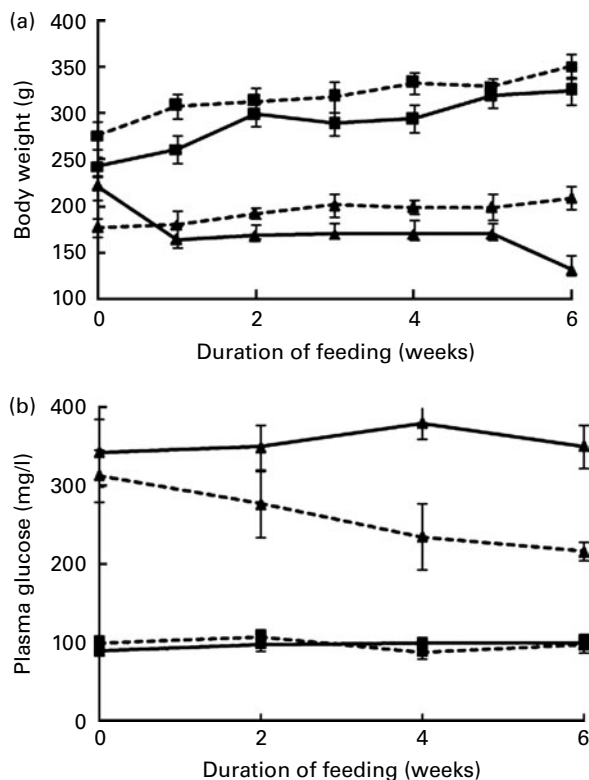 (a)
400
350
300
250
200
150
100
Body weight (g)
0 2 4 6
Duration of feeding (weeks)
(b)
400
300
200
100
0
Plasma glucose (mg/l)
0 2 4 6
Duration of feeding (weeks)